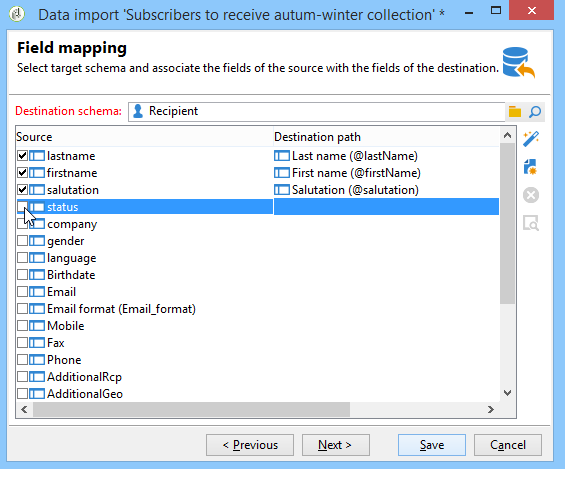 Data import 'Subscribers to receive autum-winter collection' *
Field mapping
Select target schema and associate the fields of the source with the fields of the destination.
Destination schema: Recipient
Source Destination path
lastname Last name (@lastName)
firstname First name (@firstName)
salutation Salutation (@salutation)
status
company
gender
language
Birthdate
Email
Email format (Email_format)
Mobile
Fax
Phone
AdditionalRcp
AdditionalGeo
< Previous Next > Save Cancel